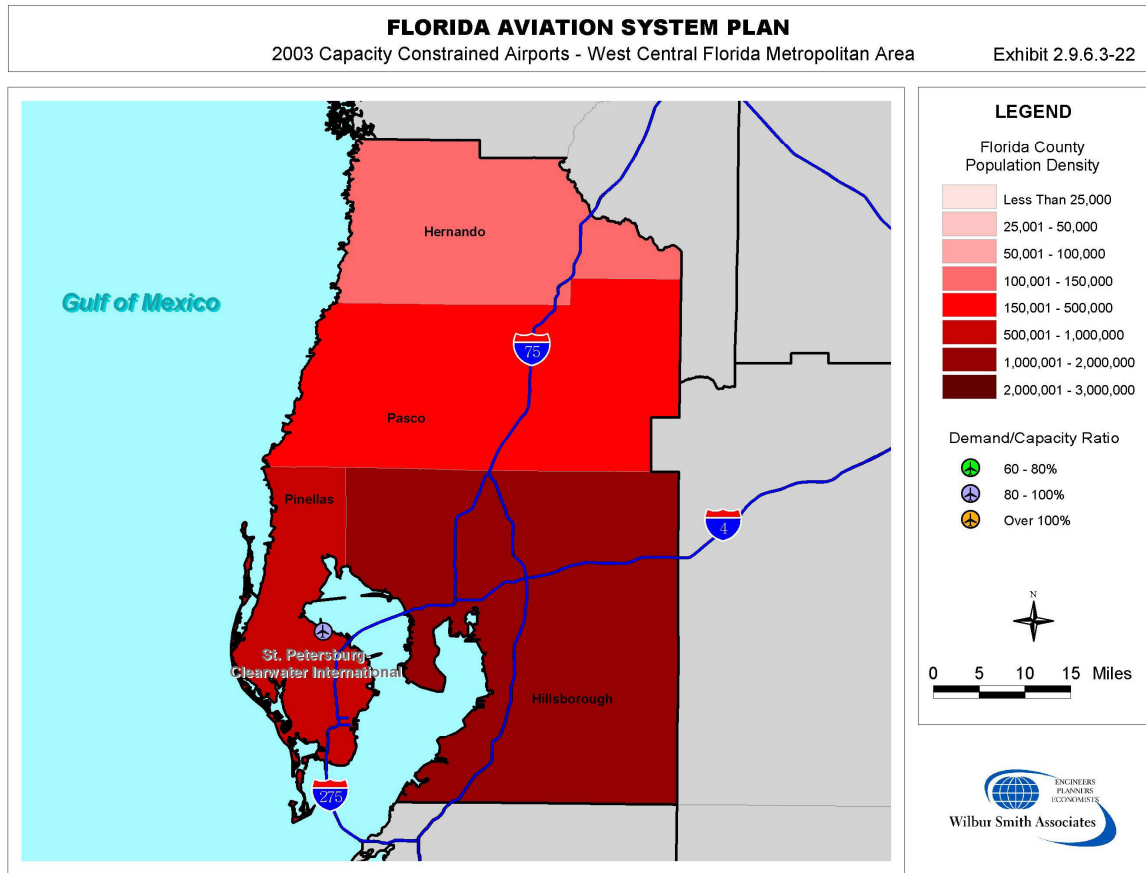 FLORIDA AVIATION SYSTEM PLAN
2003 Capacity Constrained Airports - West Central Florida Metropolitan Area
Exhibit 2.9.6.3-22
Hernando
Gulf of Mexico
75
Pasco
Pinellas
4
St. Petersburg-
Clearwater International
Hillsborough
275
LEGEND
Florida County
Population Density
Less Than 25,000
25,001 - 50,000
50,001 - 100,000
100,001 - 150,000
150,001 - 500,000
500,001 - 1,000,000
1,000,001 - 2,000,000
2,000,001 - 3,000,000
Demand/Capacity Ratio
60 - 80%
80 - 100%
Over 100%
N
0 5 10 15 Miles
ENGINEERS
PLANNERS
ECONOMISTS
Wilbur Smith Associates